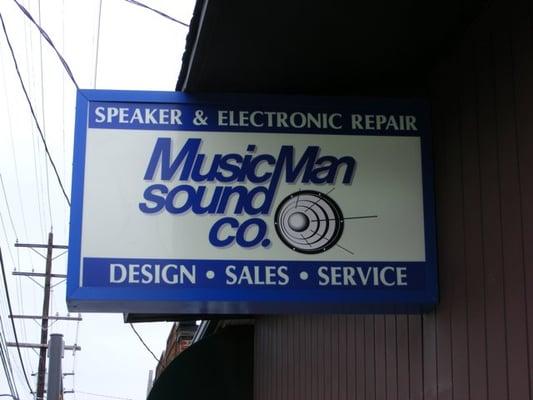 SPEAKER & ELECTRONIC REPAIR
MusicMan
sound
co.
DESIGN • SALES • SERVICE